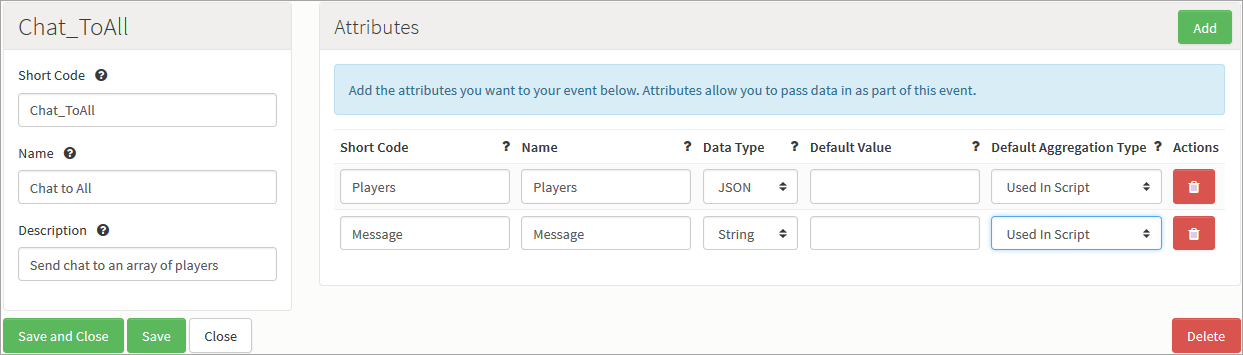 Chat_ToAll
Short Code ?
Chat_ToAll
Name ?
Chat to All
Description ?
Send chat to an array of players
Save and Close Save Close
Attributes Add
Add the attributes you want to your event below. Attributes allow you to pass data in as part of this event.
Short Code ? Name ? Data Type ? Default Value ? Default Aggregation Type ? Actions
Players Players JSON Used In Script
Message Message String Used In Script
Delete